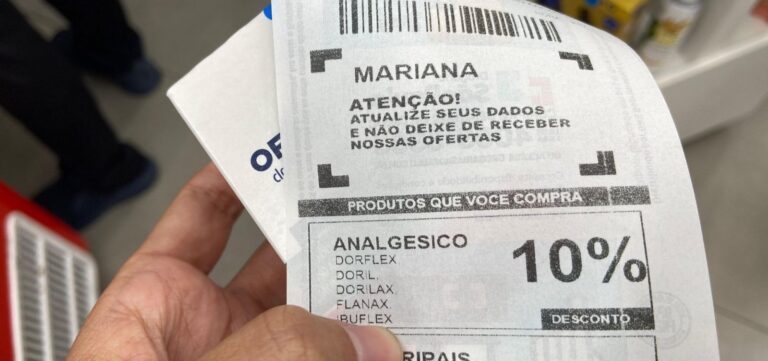 MARIANA
ATENÇÃO!
ATUALIZE SEUS DADOS
E NÃO DEIXE DE RECEBER
NOSSAS OFERTAS
PRODUTOS QUE VOCE COMPRA
ANALGESICO
DORFLEX
DORIL,
DORILAX
FLANAX,
IBUFLEX
10%
DESCONTO